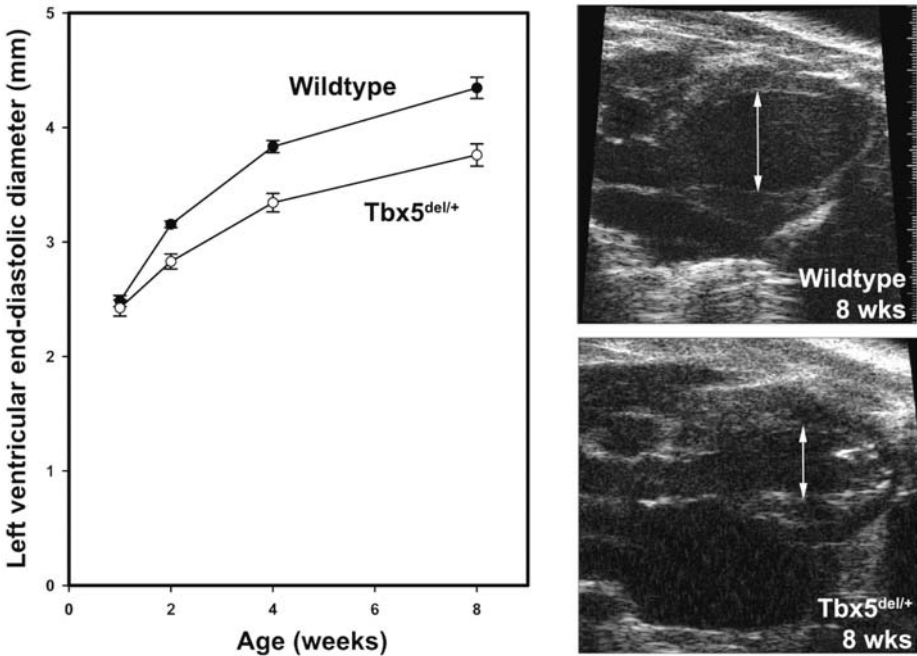 Left ventricular end-diastolic diameter (mm)
5
4
3
2
1
0
0
2
4
6
8
Age (weeks)
Wildtype
Tbx5del/+
Wildtype
8 wks
Tbx5del/+
8 wks